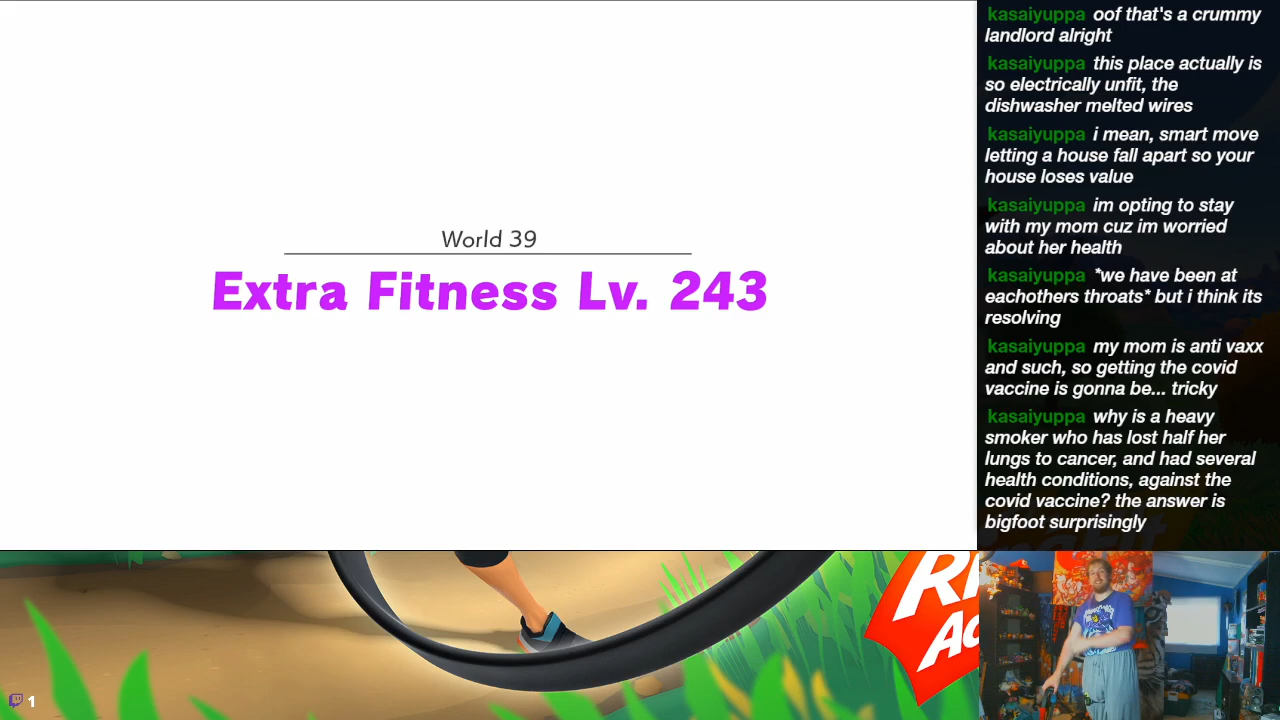 World 39
Extra Fitness Lv. 243
kasaiyuppa oof that's a crummy
landlord alright
kasaiyuppa this place actually is
so electrically unfit, the
dishwasher melted wires
kasaiyuppa i mean, smart move
letting a house fall apart so your
house loses value
kasaiyuppa im opting to stay
with my mom cuz im worried
about her health
kasaiyuppa *we have been at
eachothers throats* but i think its
resolving
kasaiyuppa my mom is anti vaxx
and such, so getting the covid
vaccine is gonna be... tricky
kasaiyuppa why is a heavy
smoker who has lost half her
lungs to cancer, and had several
health conditions, against the
covid vaccine? the answer is
bigfoot surprisingly
1